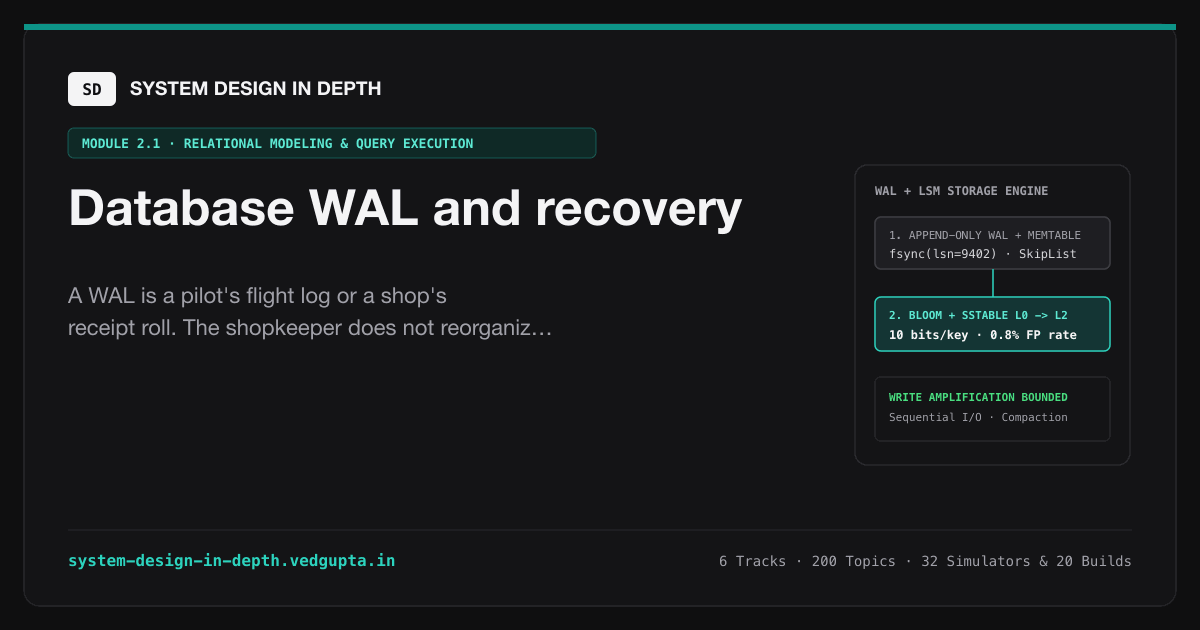 SD SYSTEM DESIGN IN DEPTH
MODULE 2.1 · RELATIONAL MODELING & QUERY EXECUTION
Database WAL and recovery
A WAL is a pilot's flight log or a shop's
receipt roll. The shopkeeper does not reorganiz...
WAL + LSM STORAGE ENGINE
1. APPEND-ONLY WAL + MEMTABLE
fsync(lsn=9402) · SkipList
2. BLOOM + SSTABLE L0 -> L2
10 bits/key · 0.8% FP rate
WRITE AMPLIFICATION BOUNDED
Sequential I/O · Compaction
system-design-in-depth.vedgupta.in
6 Tracks · 200 Topics · 32 Simulators & 20 Builds